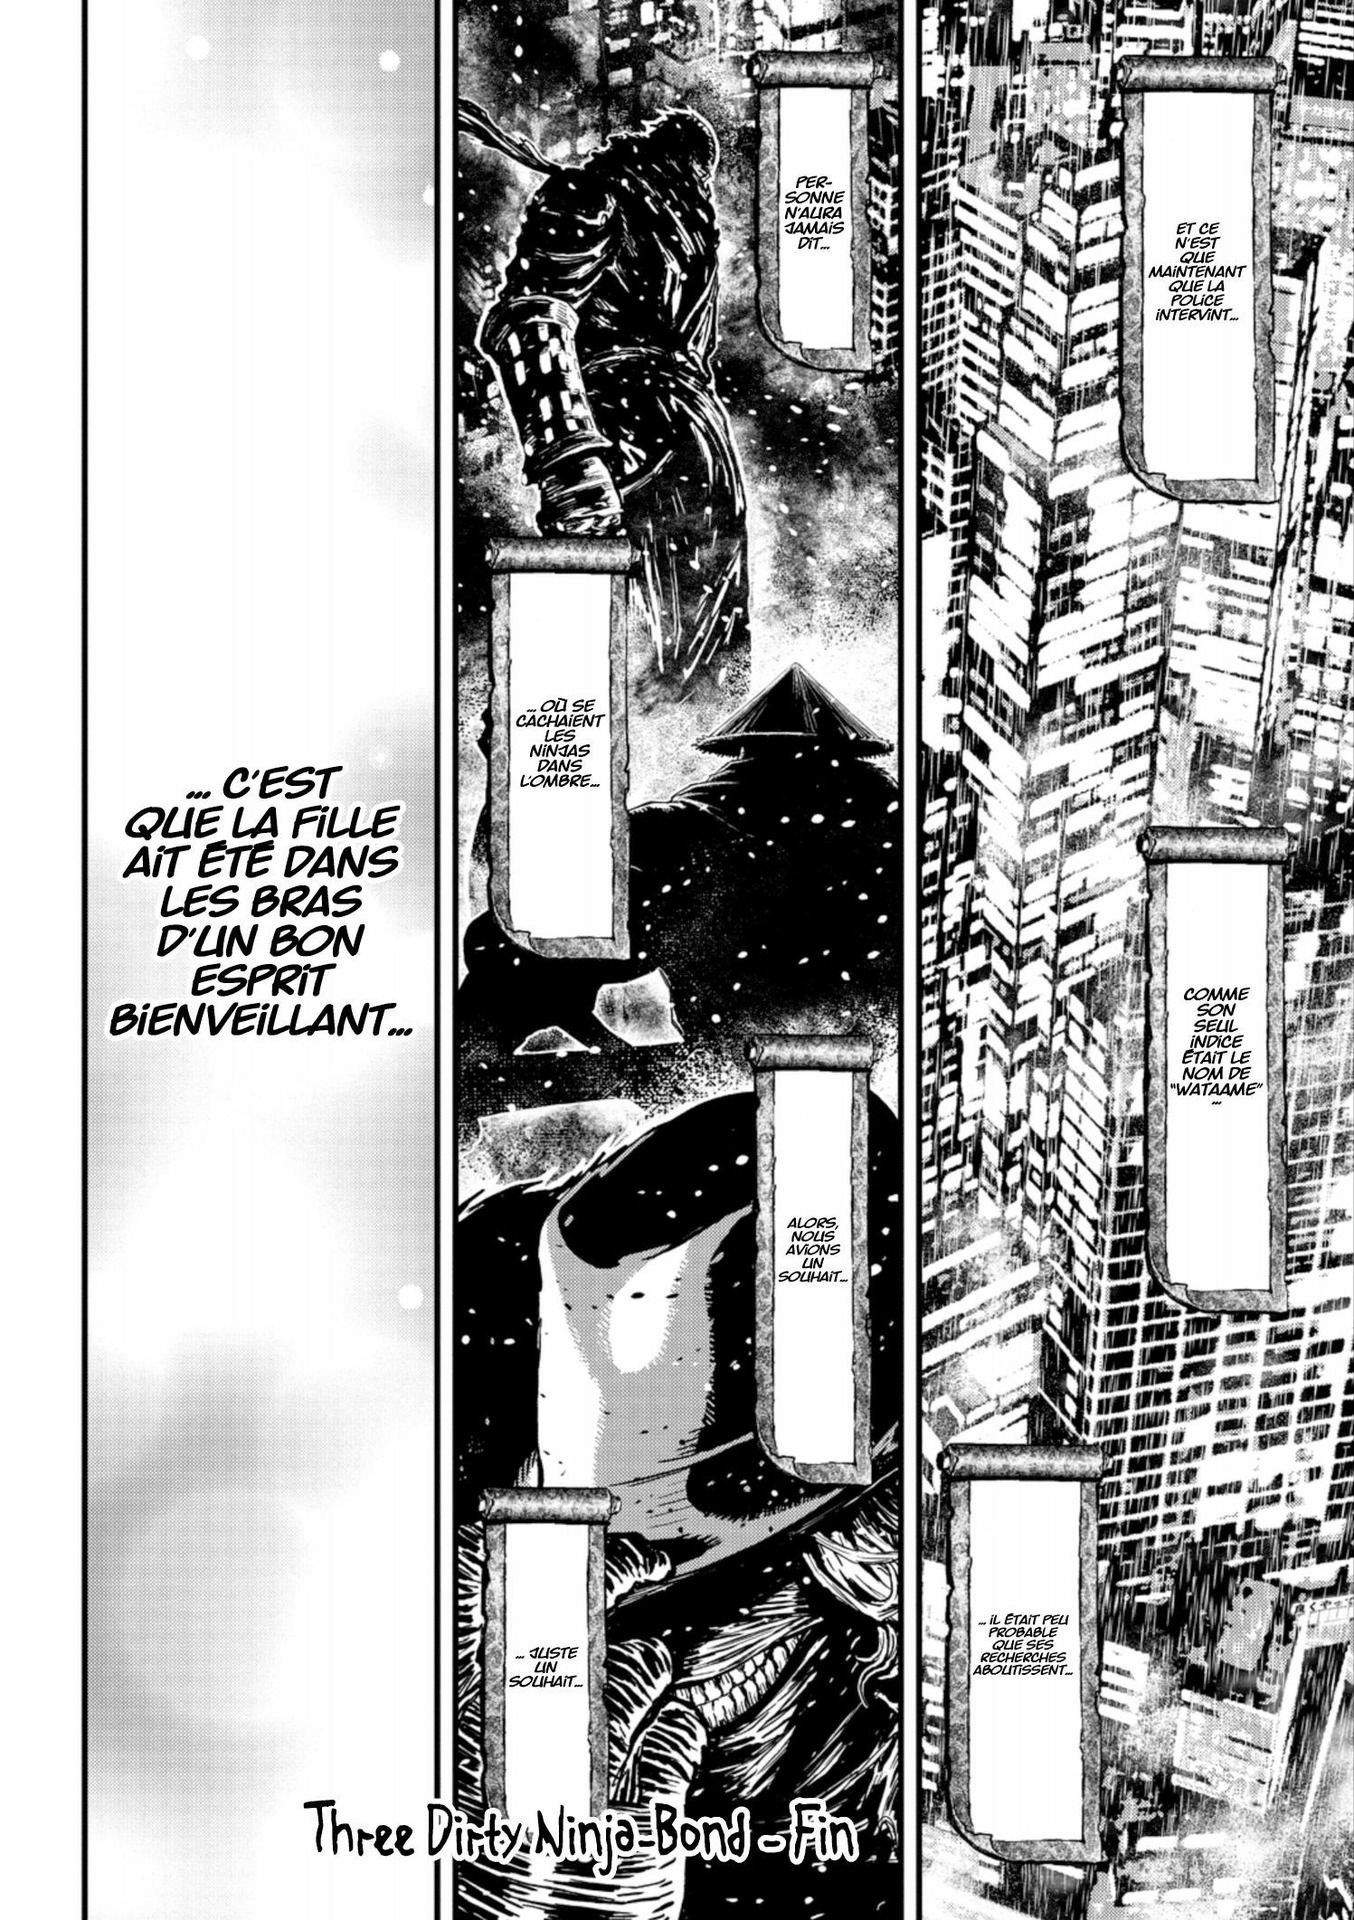 ET CE
N'EST
QUE
MAINTENANT
QUE LA
POLICE
INTERVINT...
COMME
SON
SEUL
INDICE
ÉTAIT LE
NOM DE
"WATAAME"
...
... IL ÉTAIT PEU
PROBABLE
QUE SES
RECHERCHES
ABOUTISSENT...
PER-
SONNE
N'AURA
JAMAIS
DIT...
... OÙ SE
CACHAIENT
LES
NINJAS
DANS
L'OMBRE...
ALORS,
NOUS
AVIONS
UN
SOUHAIT...
... JUSTE
UN
SOUHAIT...
... C'EST
QUE LA FILLE
AIT ÉTÉ DANS
LES BRAS
D'UN BON
ESPRIT
BIENVEILLANT...
Three Dirty Ninja-Bond - Fin